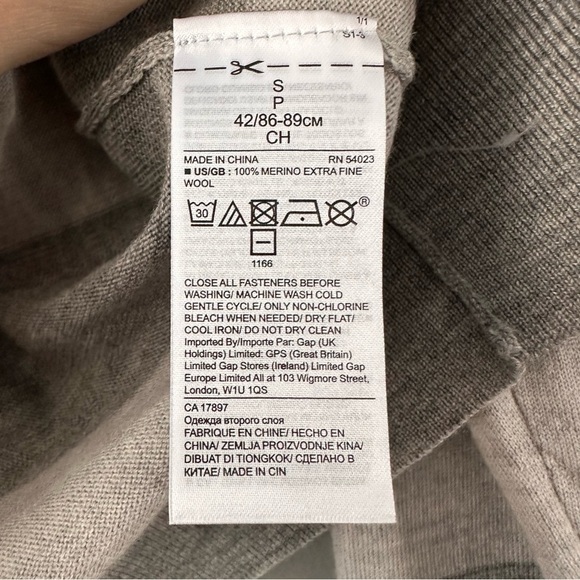 1/1
S1-S
S
P
42/86-89СМ
CH
MADE IN CHINA RN 54023
■ US/GB : 100% MERINO EXTRA FINE
WOOL
30
®
1166
CLOSE ALL FASTENERS BEFORE
WASHING/ MACHINE WASH COLD
GENTLE CYCLE/ ONLY NON-CHLORINE
BLEACH WHEN NEEDED/ DRY FLAT/
COOL IRON/ DO NOT DRY CLEAN
Imported By/Importe Par: Gap (UK
Holdings) Limited: GPS (Great Britain)
Limited Gap Stores (Ireland) Limited Gap
Europe Limited All at 103 Wigmore Street,
London, W1U 1QS
CA 17897
Одежда второго слоя
FABRIQUE EN CHINE/ HECHO EN
CHINA/ ZEMLJA PROIZVODNJE KINA/
DIBUAT DI TIONGKOK/ СДЕЛАНО В
КИТАЕ/ MADE IN CIN